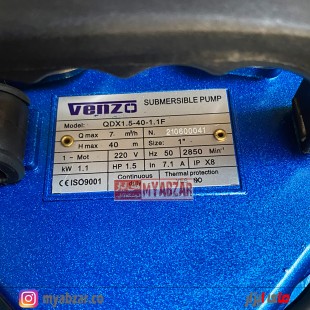 venzo SUBMERSIBLE PUMP
Model: QDX1.5-40-1.1F
Q max 7 m³/h N. 210600041
H max 40 m Size: 1"
1 ~ Mot 220 V Hz 50 2850 Min⁻¹
kW 1.1 HP 1.5 In 7.1 A IP X8
CE ISO9001 Continuous Thermal protection
90
MYABZAR
myabzar.co